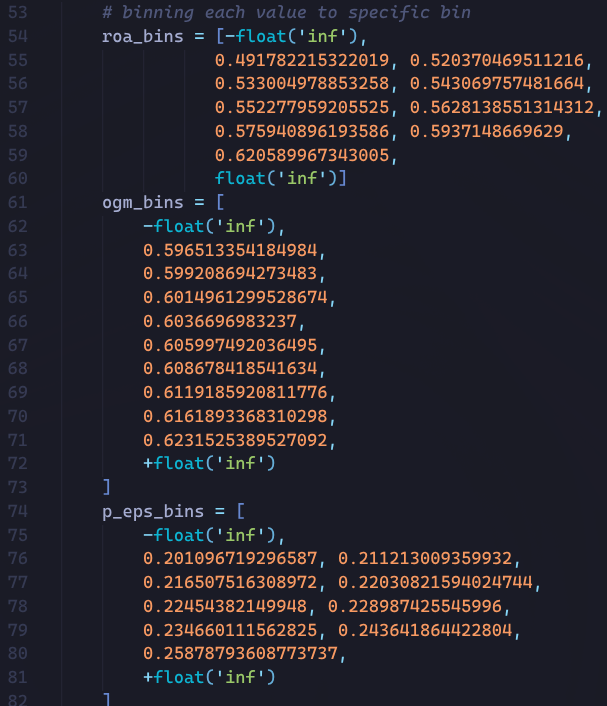 53 # binning each value to specific bin
54 roa_bins = [-float('inf'),
55 0.491782215322019, 0.520370469511216,
56 0.533004978853258, 0.543069757481664,
57 0.552277959205525, 0.5628138551314312,
58 0.575940896193586, 0.5937148669629,
59 0.620589967343005,
60 float('inf')]
61 ogm_bins = [
62 -float('inf'),
63 0.596513354184984,
64 0.599208694273483,
65 0.6014961299528674,
66 0.6036696983237,
67 0.605997492036495,
68 0.608678418541634,
69 0.6119185920811776,
70 0.6161893368310298,
71 0.6231525389527092,
72 +float('inf')
73 ]
74 p_eps_bins = [
75 -float('inf'),
76 0.201096719296587, 0.211213009359932,
77 0.216507516308972, 0.22030821594024744,
78 0.22454382149948, 0.228987425545996,
79 0.234660111562825, 0.243641864422804,
80 0.25878793608773737,
81 +float('inf')
82 ]